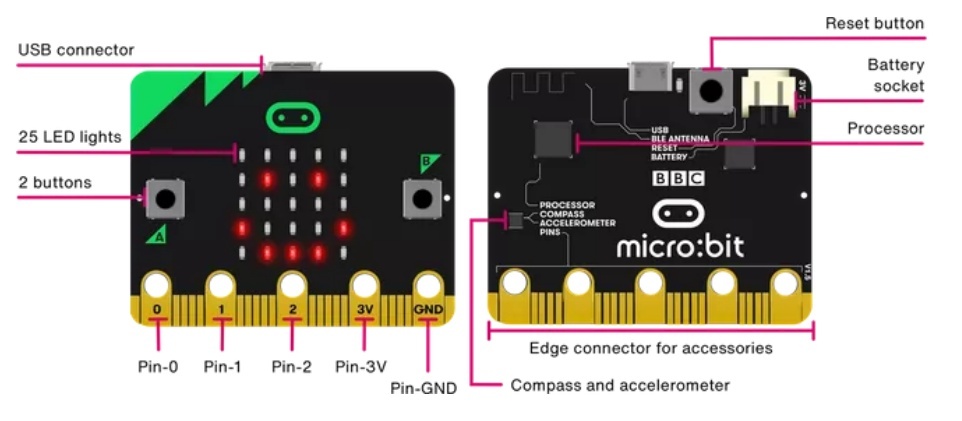 USB connector
25 LED lights
2 buttons
A
B
0 1 2 3V GND
Pin-0 Pin-1 Pin-2 Pin-3V
Pin-GND
Reset button
Battery
socket
Processor
3V
USB
BLE ANTENNA
RESET
BATTERY
BBC
PROCESSOR
COMPASS
ACCELEROMETER
PINS
micro:bit
V1.5
Edge connector for accessories
Compass and accelerometer